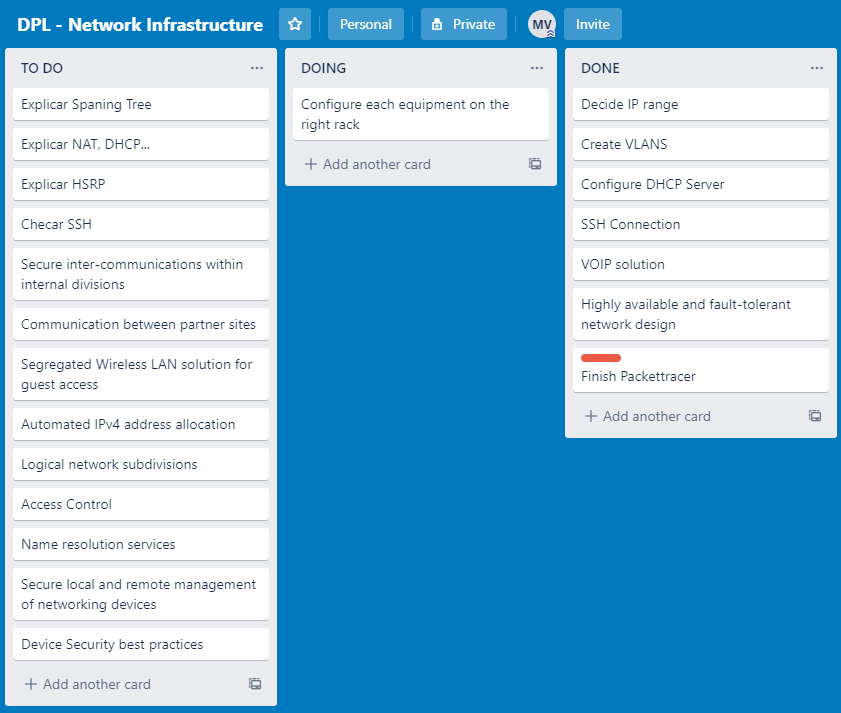 DPL - Network Infrastructure
Personal
Private
MV
Invite
TO DO
Explicar Spaning Tree
Explicar NAT, DHCP...
Explicar HSRP
Checar SSH
Secure inter-communications within
internal divisions
Communication between partner sites
Segregated Wireless LAN solution for
guest access
Automated IPv4 address allocation
Logical network subdivisions
Access Control
Name resolution services
Secure local and remote management
of networking devices
Device Security best practices
Add another card
DOING
Configure each equipment on the
right rack
Add another card
DONE
Decide IP range
Create VLANS
Configure DHCP Server
SSH Connection
VOIP solution
Highly available and fault-tolerant
network design
Finish Packettracer
Add another card